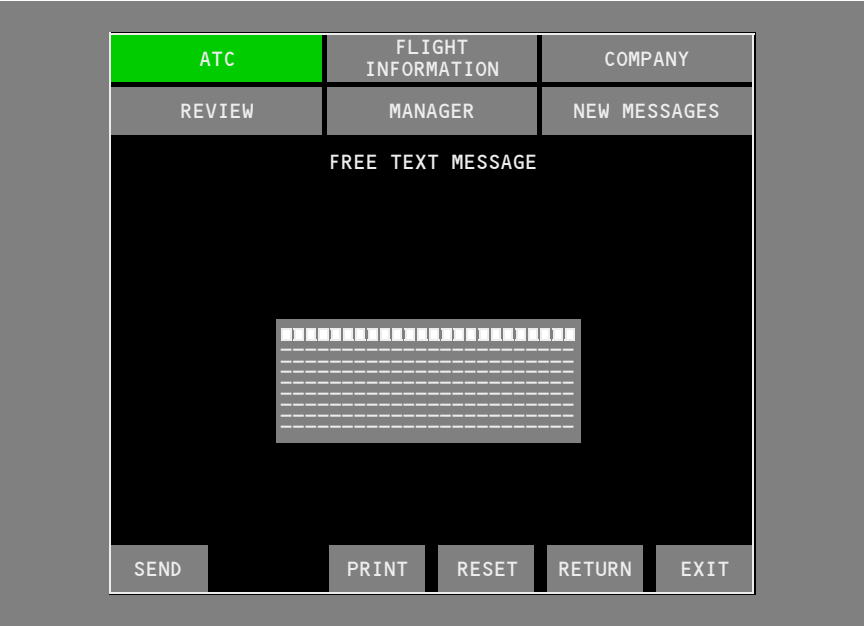 ATC
FLIGHT
INFORMATION
COMPANY
REVIEW
MANAGER
NEW MESSAGES
FREE TEXT MESSAGE
SEND
PRINT
RESET
RETURN
EXIT